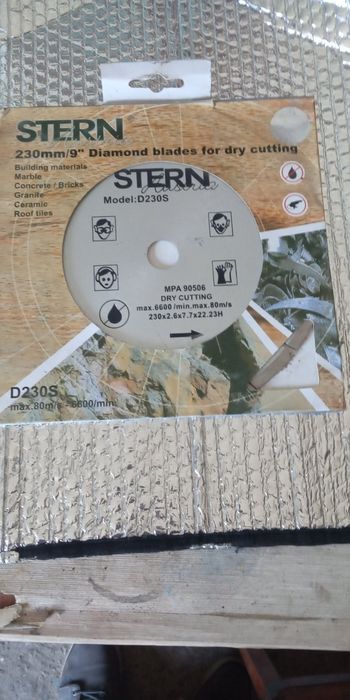 STERN
230mm/9" Diamond blades for dry cutting
Building materials
Marble
Concrete / Bricks
Granite
Ceramic
Roof tiles
STERN
Model:D230S
MPA 90506
DRY CUTTING
max.6600 /min.max.80m/s
230x2.6x7.7x22.23H
D230S
max.80m/s - 6600/min